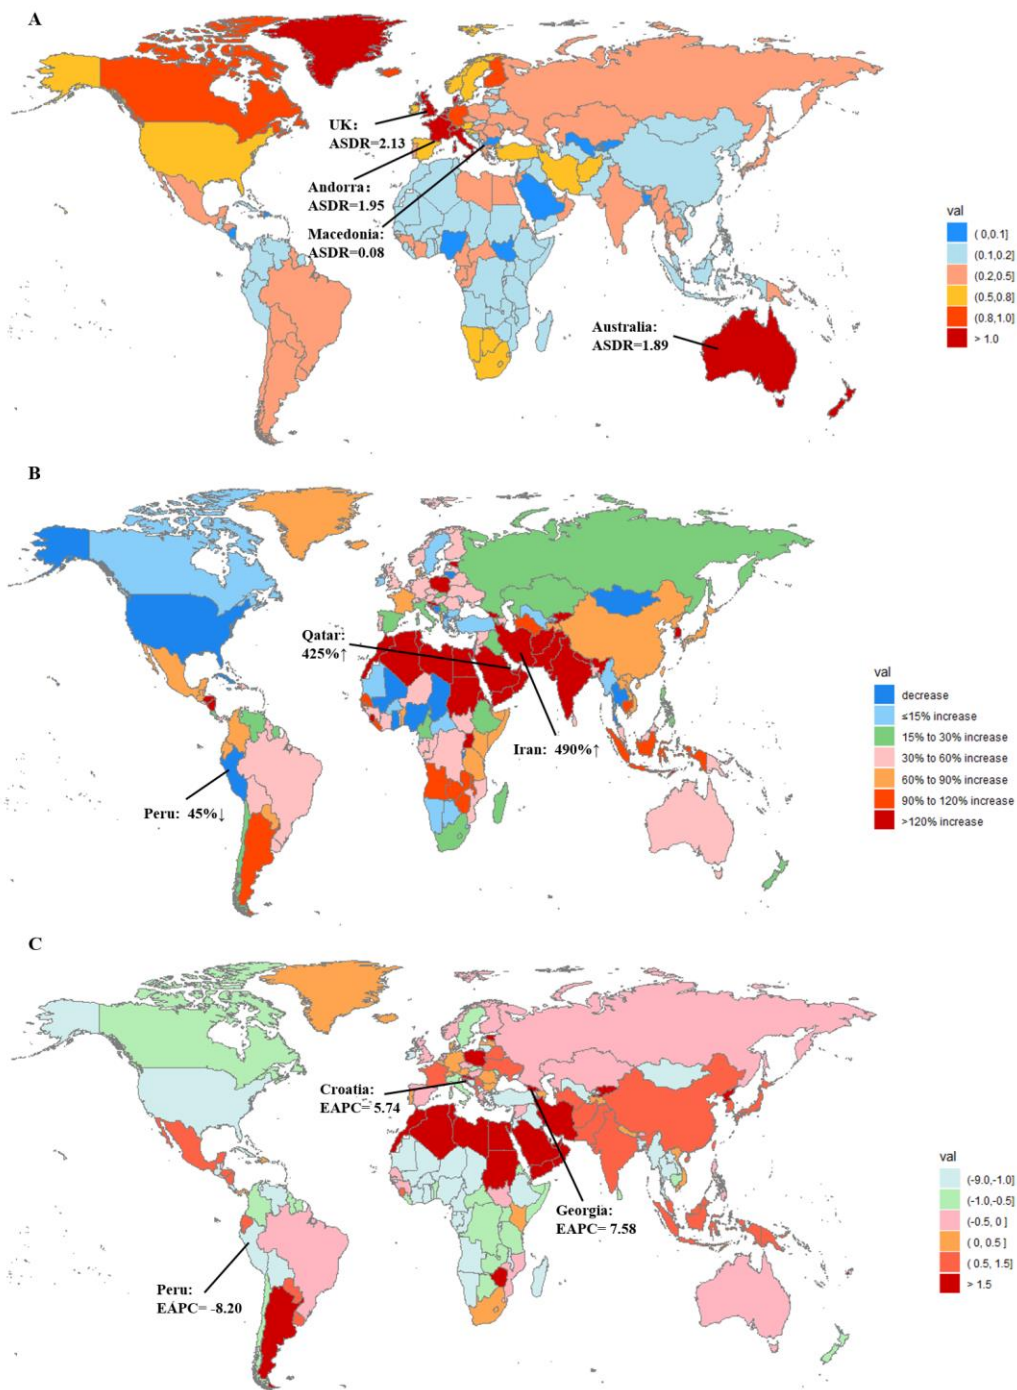 A
UK:
ASDR=2.13
Andorra:
ASDR=1.95
Macedonia:
ASDR=0.08
Australia:
ASDR=1.89
val
( 0,0.1]
(0.1,0.2]
(0.2,0.5]
(0.5,0.8]
(0.8,1.0]
> 1.0
B
Qatar:
425%↑
Iran: 490%↑
Peru: 45%↓
val
decrease
≤15% increase
15% to 30% increase
30% to 60% increase
60% to 90% increase
90% to 120% increase
>120% increase
C
Croatia:
EAPC= 5.74
Georgia:
EAPC= 7.58
Peru:
EAPC= -8.20
val
(-9.0,-1.0]
(-1.0,-0.5]
(-0.5, 0 ]
( 0, 0.5 ]
( 0.5, 1.5]
> 1.5